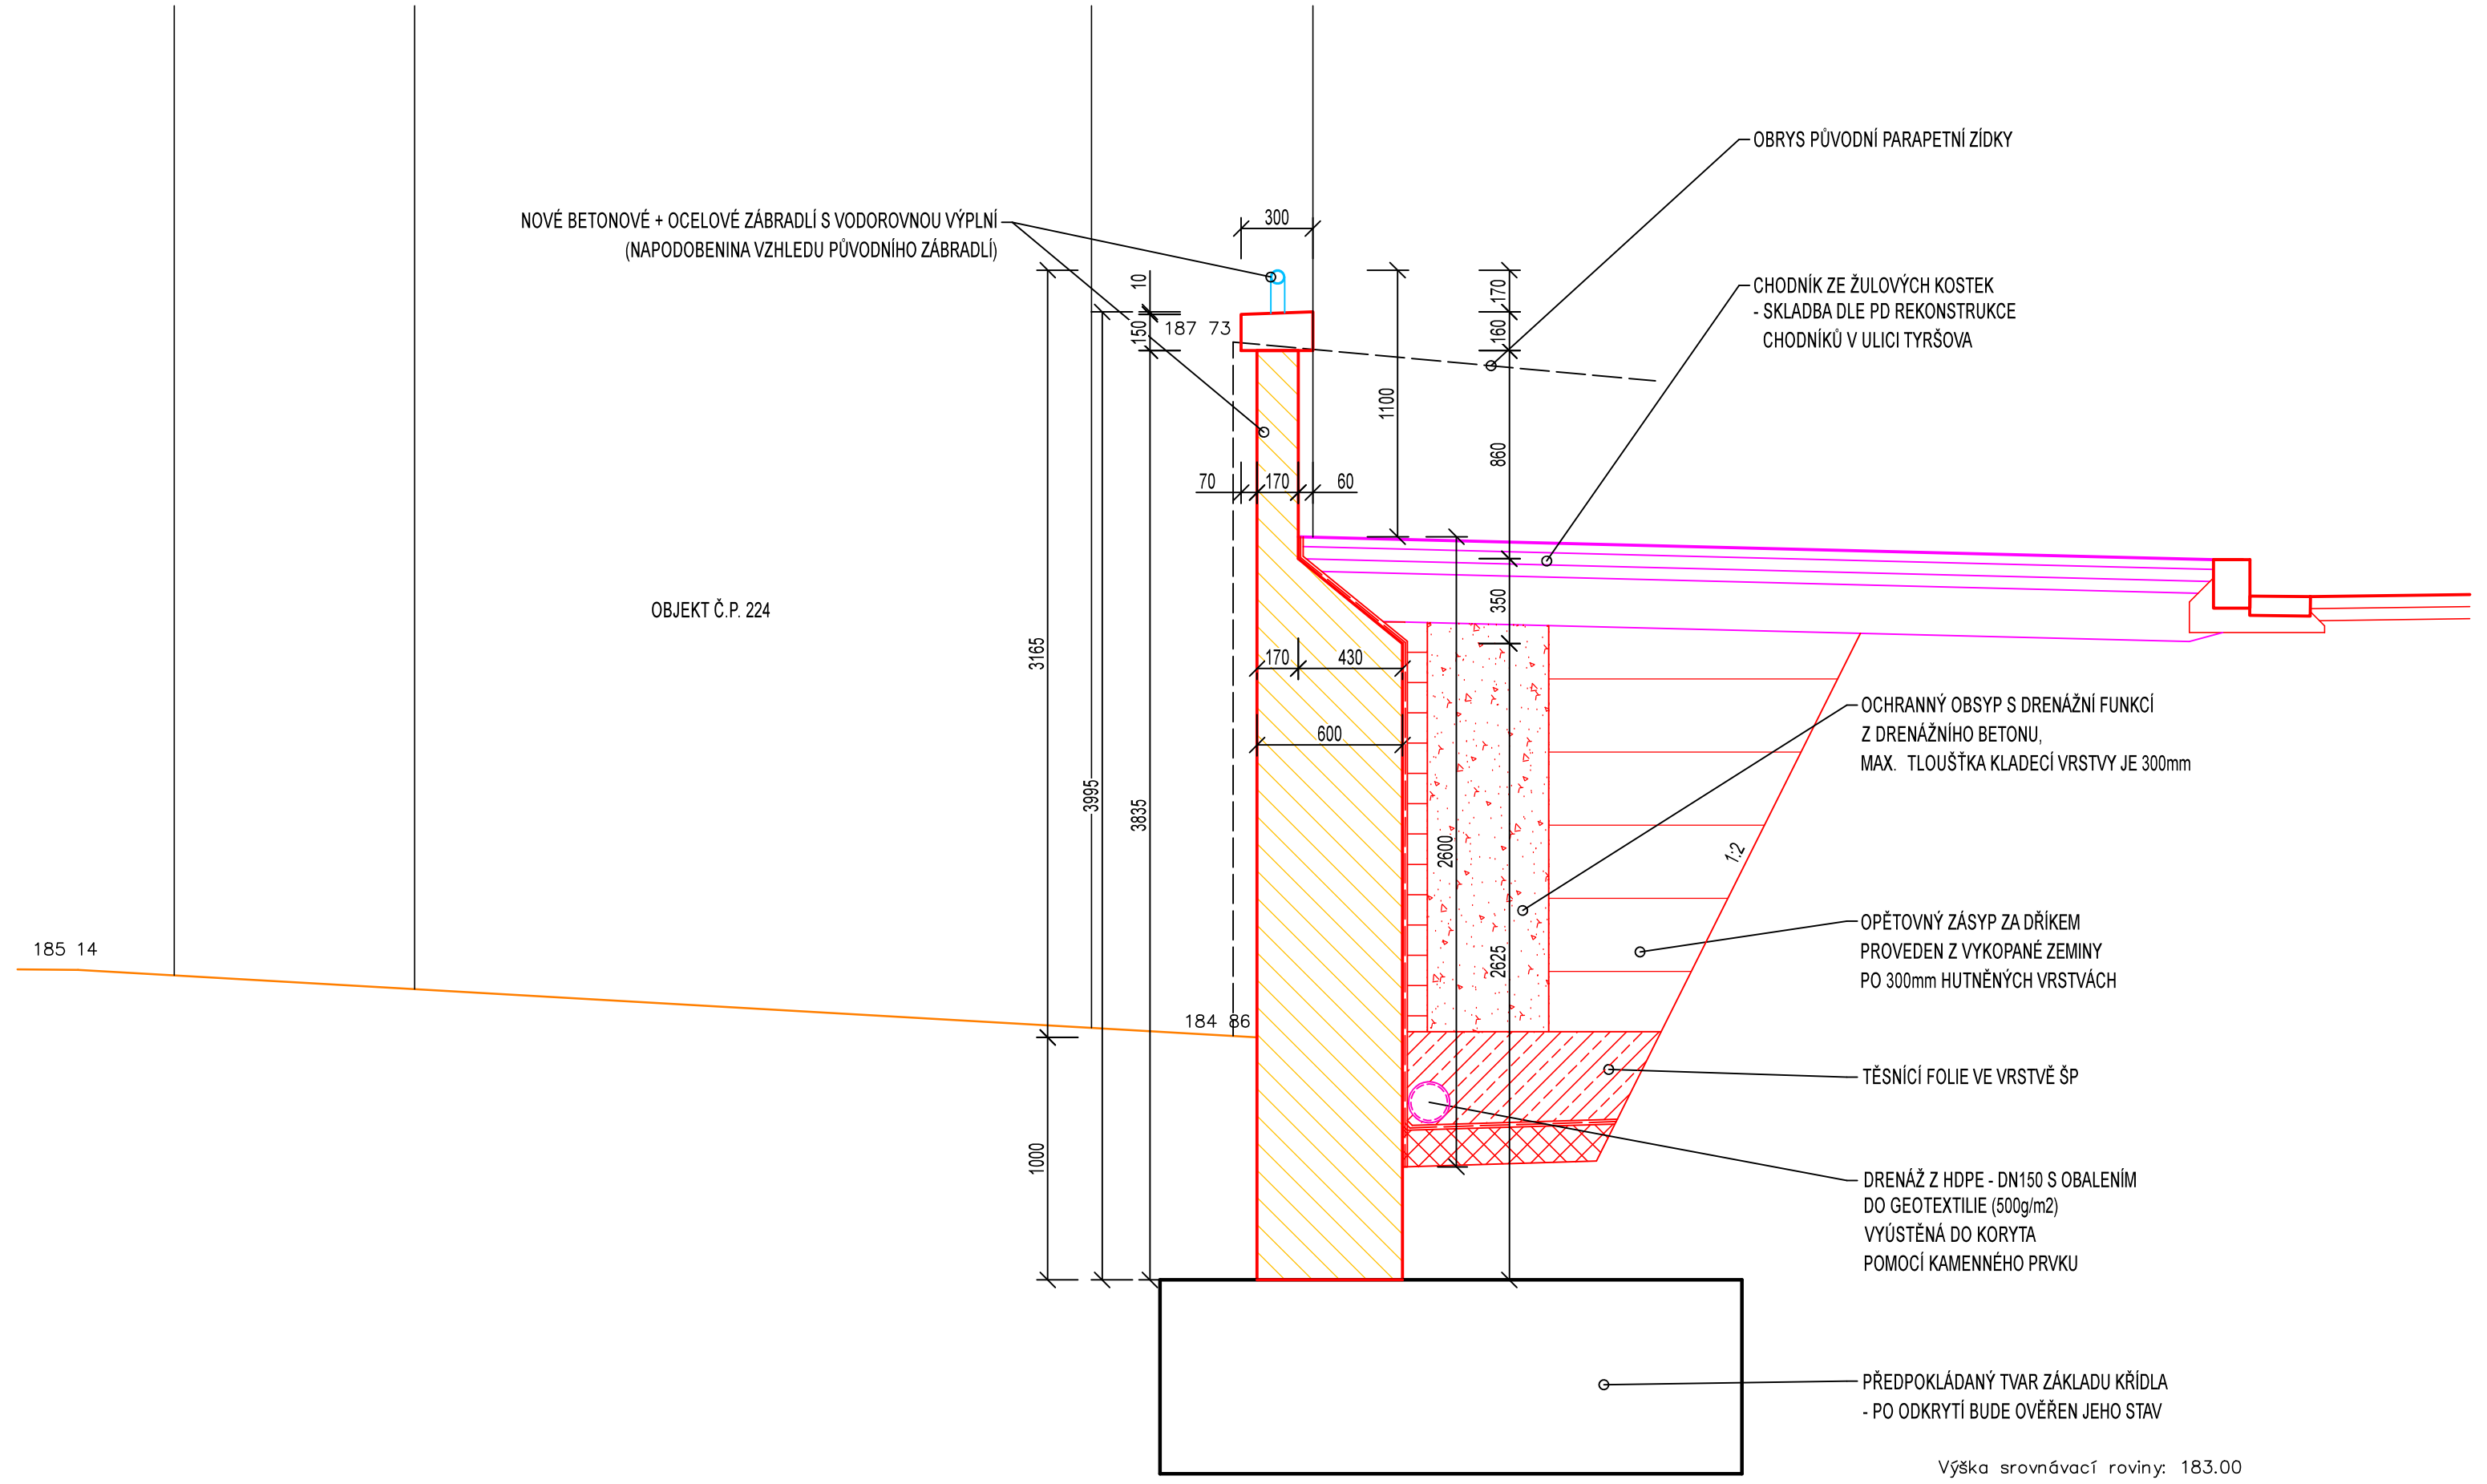 OBRYS PŮVODNÍ PARAPETNÍ ZÍDKY
NOVÉ BETONOVÉ + OCELOVÉ ZÁBRADLÍ S VODOROVNOU VÝPLNÍ
(NAPODOBENINA VZHLEDU PŮVODNÍHO ZÁBRADLÍ)
300
CHODNÍK ZE ŽULOVÝCH KOSTEK
- SKLADBA DLE PD REKONSTRUKCE
CHODNÍKŮ V ULICI TYRŠOVA
10
150
187 73
170
160
1100
860
70
170
60
350
OBJEKT Č.P. 224
3165
170
430
600
3995
3835
2600
2625
1:2
OCHRANNÝ OBSYP S DRENÁŽNÍ FUNKCÍ
Z DRENÁŽNÍHO BETONU,
MAX. TLOUŠŤKA KLADECÍ VRSTVY JE 300mm
185 14
184 86
OPĚTOVNÝ ZÁSYP ZA DŘÍKEM
PROVEDEN Z VYKOPANÉ ZEMINY
PO 300mm HUTNĚNÝCH VRSTVÁCH
TĚSNÍCÍ FOLIE VE VRSTVĚ ŠP
1000
DRENÁŽ Z HDPE - DN150 S OBALENÍM
DO GEOTEXTILIE (500g/m2)
VYÚSTĚNÁ DO KORYTA
POMOCÍ KAMENNÉHO PRVKU
PŘEDPOKLÁDANÝ TVAR ZÁKLADU KŘÍDLA
- PO ODKRYTÍ BUDE OVĚŘEN JEHO STAV
Výška srovnávací roviny: 183.00